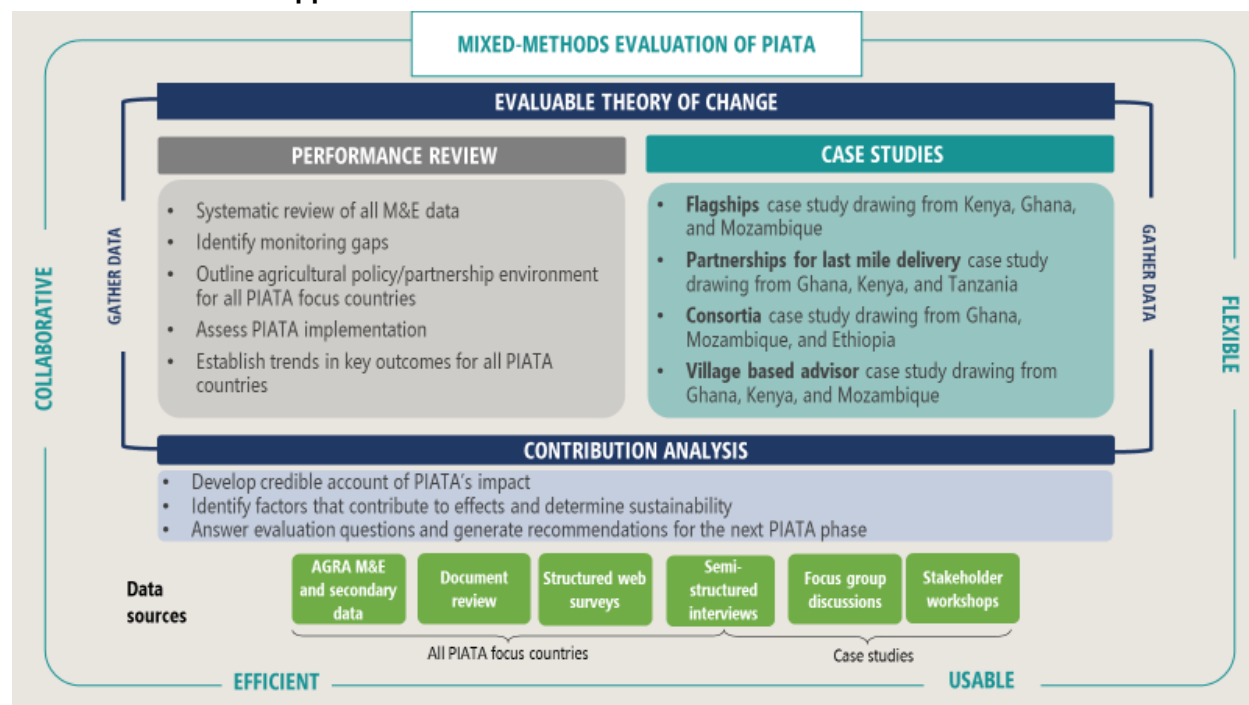 MIXED-METHODS EVALUATION OF PIATA
EVALUABLE THEORY OF CHANGE
PERFORMANCE REVIEW
• Systematic review of all M&E data
• Identify monitoring gaps
• Outline agricultural policy/partnership environment
for all PIATA focus countries
• Assess PIATA implementation
• Establish trends in key outcomes for all PIATA
countries
CASE STUDIES
• Flagships case study drawing from Kenya, Ghana,
and Mozambique
• Partnerships for last mile delivery case study
drawing from Ghana, Kenya, and Tanzania
• Consortia case study drawing from Ghana,
Mozambique, and Ethiopia
• Village based advisor case study drawing from
Ghana, Kenya, and Mozambique
GATHER DATA
GATHER DATA
COLLABORATIVE
FLEXIBLE
CONTRIBUTION ANALYSIS
• Develop credible account of PIATA's impact
• Identify factors that contribute to effects and determine sustainability
• Answer evaluation questions and generate recommendations for the next PIATA phase
Data
sources
AGRA M&E
and secondary
data
Document
review
Structured web
surveys
Semi-
structured
interviews
Focus group
discussions
Stakeholder
workshops
All PIATA focus countries
Case studies
EFFICIENT
USABLE